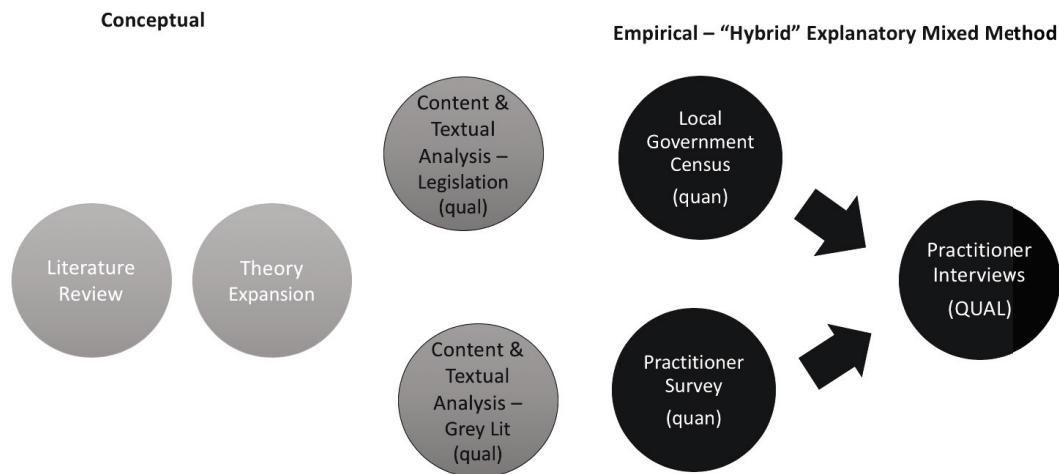 Conceptual
Empirical – “Hybrid” Explanatory Mixed Method
Content &
Textual
Analysis –
Legislation
(qual)
Local
Government
Census
(quan)
Literature
Review
Theory
Expansion
Practitioner
Interviews
(QUAL)
Content &
Textual
Analysis –
Grey Lit
(qual)
Practitioner
Survey
(quan)